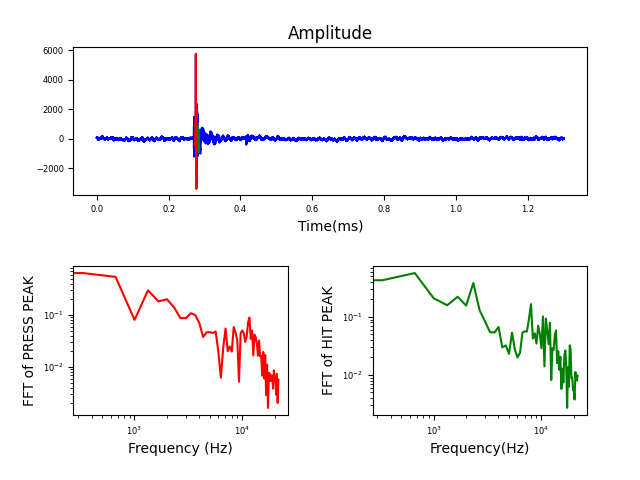 Amplitude
6000
4000
2000
0
−2000
0.0 0.2 0.4 0.6 0.8 1.0 1.2
Time(ms)
FFT of PRESS PEAK
10⁻¹
10⁻²
10³ 10⁴
Frequency (Hz)
FFT of HIT PEAK
10⁻¹
10⁻²
10³ 10⁴
Frequency(Hz)